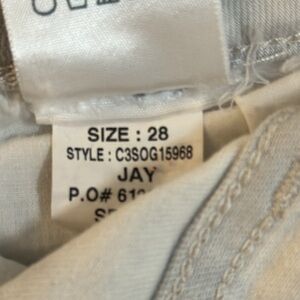 SIZE : 28
STYLE : C3SOG15968
JAY
P.O#